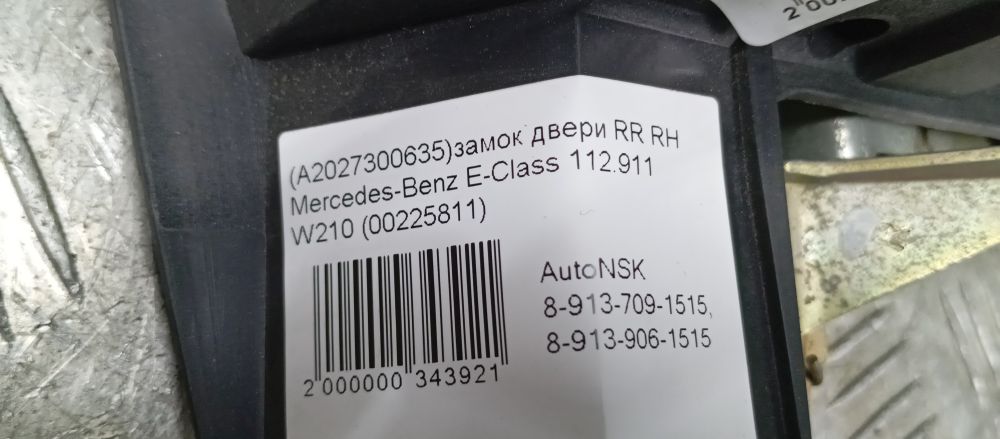 (A2027300635)замок двери RR RH
Mercedes-Benz E-Class 112.911
W210 (00225811)
AutoNSK
8-913-709-1515,
8-913-906-1515
2 000000 343921